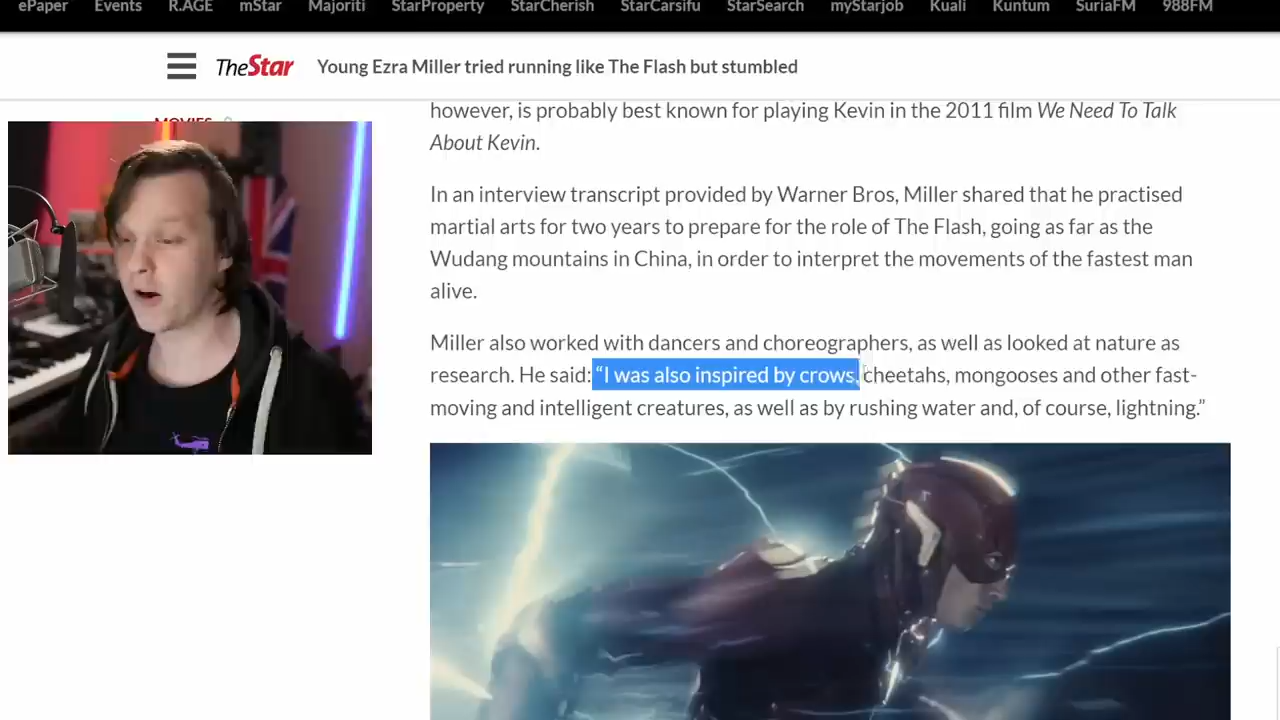 ePaper Events R.AGE mStar Majoriti StarProperty StarCherish StarCarsifu StarSearch myStarjob Kuali Kuntum SuriaFM 988FM
TheStar Young Ezra Miller tried running like The Flash but stumbled
MOVIES
however, is probably best known for playing Kevin in the 2011 film We Need To Talk
About Kevin.
In an interview transcript provided by Warner Bros, Miller shared that he practised
martial arts for two years to prepare for the role of The Flash, going as far as the
Wudang mountains in China, in order to interpret the movements of the fastest man
alive.
Miller also worked with dancers and choreographers, as well as looked at nature as
research. He said: “I was also inspired by crows, cheetahs, mongooses and other fast-
moving and intelligent creatures, as well as by rushing water and, of course, lightning.”